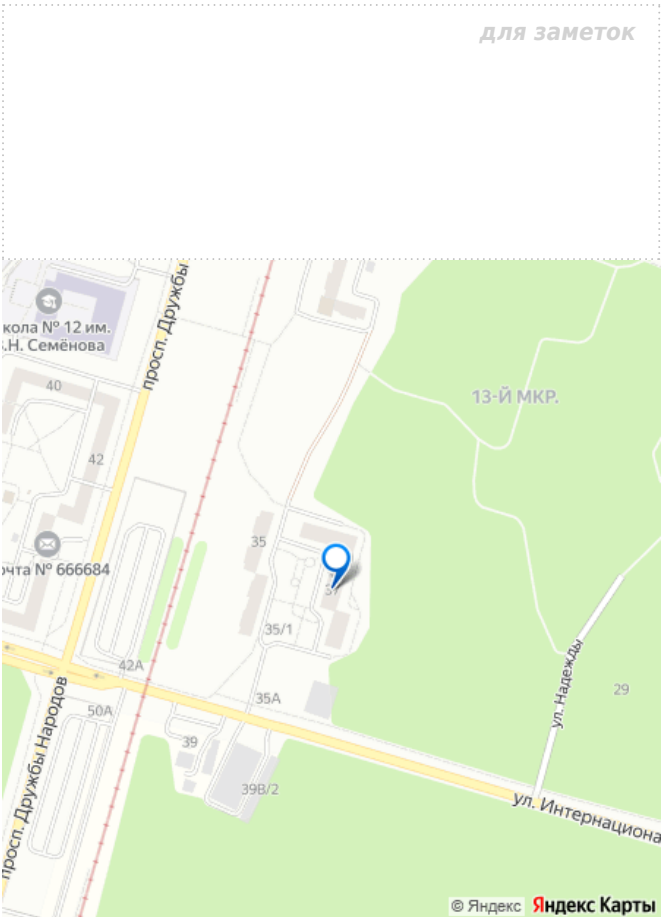 для заметок
просп. Дружбы
кола № 12 им.
З.Н. Семёнова
13-Й МКР.
40
42
35
очта № 666684
35/1
ул. Надежды
42А
29
35А
50А
просп. Дружбы Народов
39
39В/2
ул. Интернациона
© Яндекс Яндекс Карты